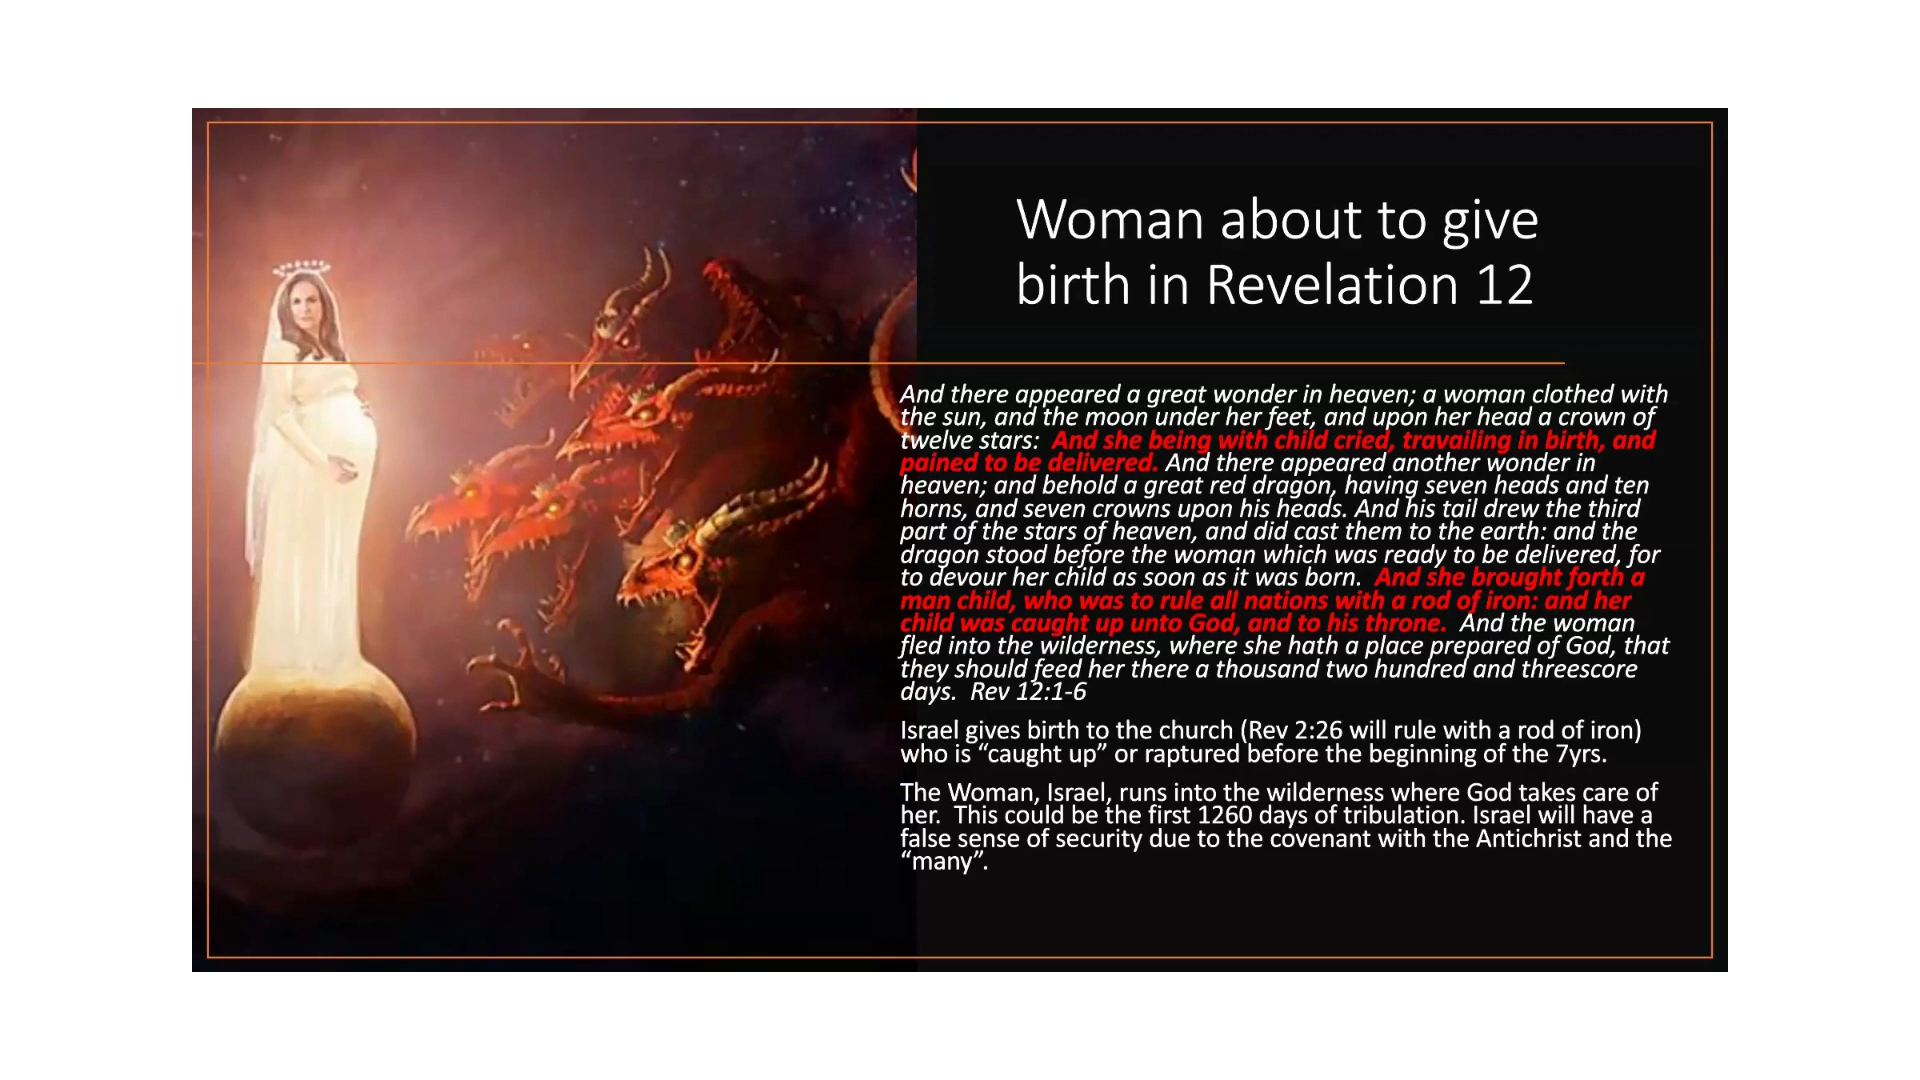 Woman about to give
birth in Revelation 12
And there appeared a great wonder in heaven; a woman clothed with
the sun, and the moon under her feet, and upon her head a crown of
twelve stars:  And she being with child cried, travailing in birth, and
pained to be delivered. And there appeared another wonder in
heaven; and behold a great red dragon, having seven heads and ten
horns, and seven crowns upon his heads. And his tail drew the third
part of the stars of heaven, and did cast them to the earth: and the
dragon stood before the woman which was ready to be delivered, for
to devour her child as soon as it was born.  And she brought forth a
man child, who was to rule all nations with a rod of iron: and her
child was caught up unto God, and to his throne.  And the woman
fled into the wilderness, where she hath a place prepared of God, that
they should feed her there a thousand two hundred and threescore
days.  Rev 12:1-6
Israel gives birth to the church (Rev 2:26 will rule with a rod of iron)
who is “caught up” or raptured before the beginning of the 7yrs.
The Woman, Israel, runs into the wilderness where God takes care of
her.  This could be the first 1260 days of tribulation. Israel will have a
false sense of security due to the covenant with the Antichrist and the
“many”.